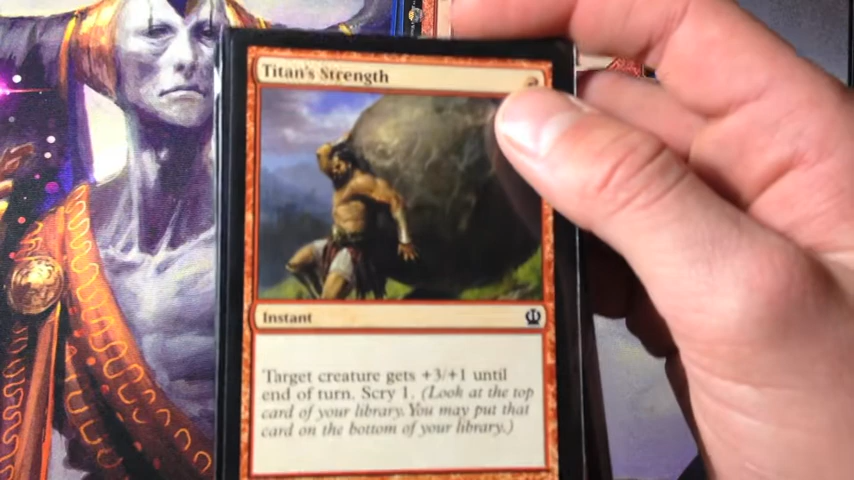 Titan's Strength
Instant
Target creature gets +3/+1 until
end of turn. Scry 1. (Look at the top
card of your library. You may put that
card on the bottom of your library.)